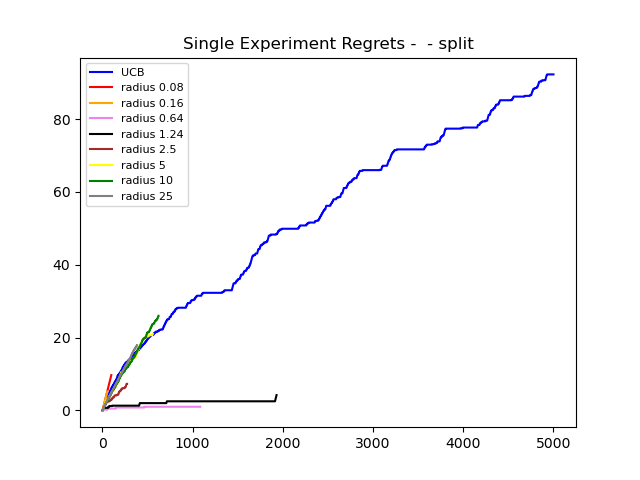 Single Experiment Regrets -  - split
UCB
radius 0.08
radius 0.16
radius 0.64
radius 1.24
radius 2.5
radius 5
radius 10
radius 25
80
60
40
20
0
0 1000 2000 3000 4000 5000